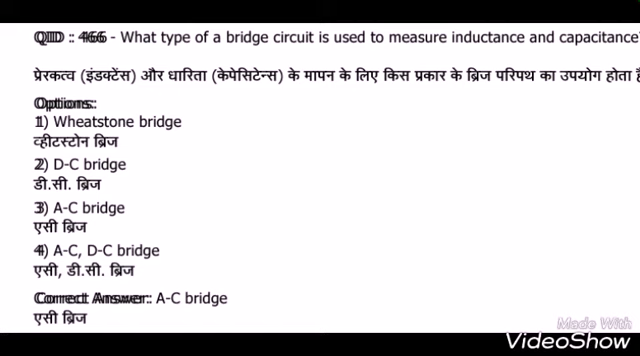 QID : 466 - What type of a bridge circuit is used to measure inductance and capacitance?
प्रेरकत्व (इंडक्टेंस) और धारिता (केपेसिटेन्स) के मापन के लिए किस प्रकार के ब्रिज परिपथ का उपयोग होता है
Options:
1) Wheatstone bridge
व्हीटस्टोन ब्रिज
2) D-C bridge
डी.सी. ब्रिज
3) A-C bridge
एसी ब्रिज
4) A-C, D-C bridge
एसी, डी.सी. ब्रिज
Correct Answer: A-C bridge
एसी ब्रिज
Made With
VideoShow